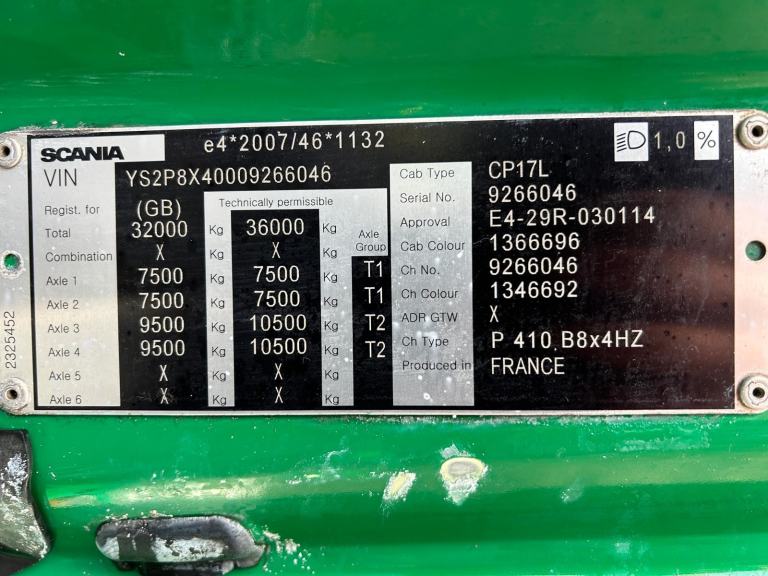 SCANIA e4*2007/46*1132 1,0 %
VIN YS2P8X40009266046
Regist. for (GB) Technically permissible
Total 32000 Kg 36000 Kg Axle Group
Combination X Kg X Kg
Axle 1 7500 Kg 7500 Kg T1
Axle 2 7500 Kg 7500 Kg T1
Axle 3 9500 Kg 10500 Kg T2
Axle 4 9500 Kg 10500 Kg T2
Axle 5 X Kg X Kg
Axle 6 X Kg X Kg
Cab Type CP17L
Serial No. 9266046
Approval E4-29R-030114
Cab Colour 1366696
Ch No. 9266046
Ch Colour 1346692
ADR GTW X
Ch Type P 410.B8x4HZ
Produced in FRANCE
2325452